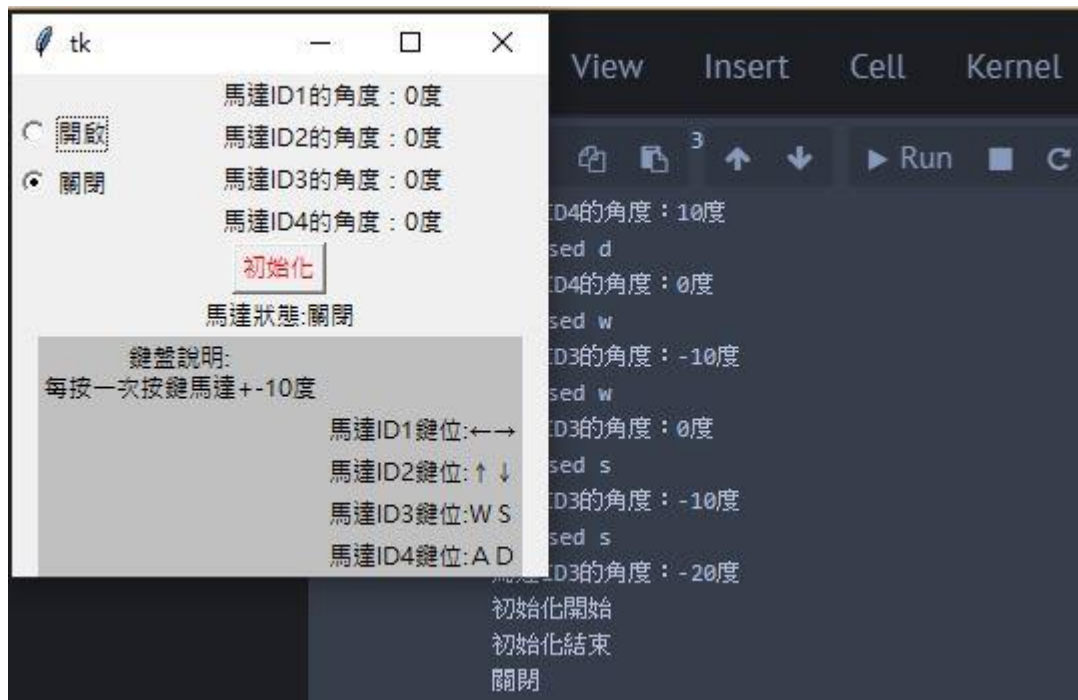 tk
馬達ID1的角度：0度
開啟
馬達ID2的角度：0度
關閉
馬達ID3的角度：0度
馬達ID4的角度：0度
初始化
馬達狀態:關閉
鍵盤說明:
每按一次按鍵馬達+-10度
馬達ID1鍵位:←→
馬達ID2鍵位:↑↓
馬達ID3鍵位:W S
馬達ID4鍵位:A D
View Insert Cell Kernel
3
Run
ID4的角度：10度
sed d
ID4的角度：0度
sed w
ID3的角度：-10度
sed w
ID3的角度：0度
sed s
ID3的角度：-10度
sed s
ID3的角度：-20度
初始化開始
初始化結束
關閉